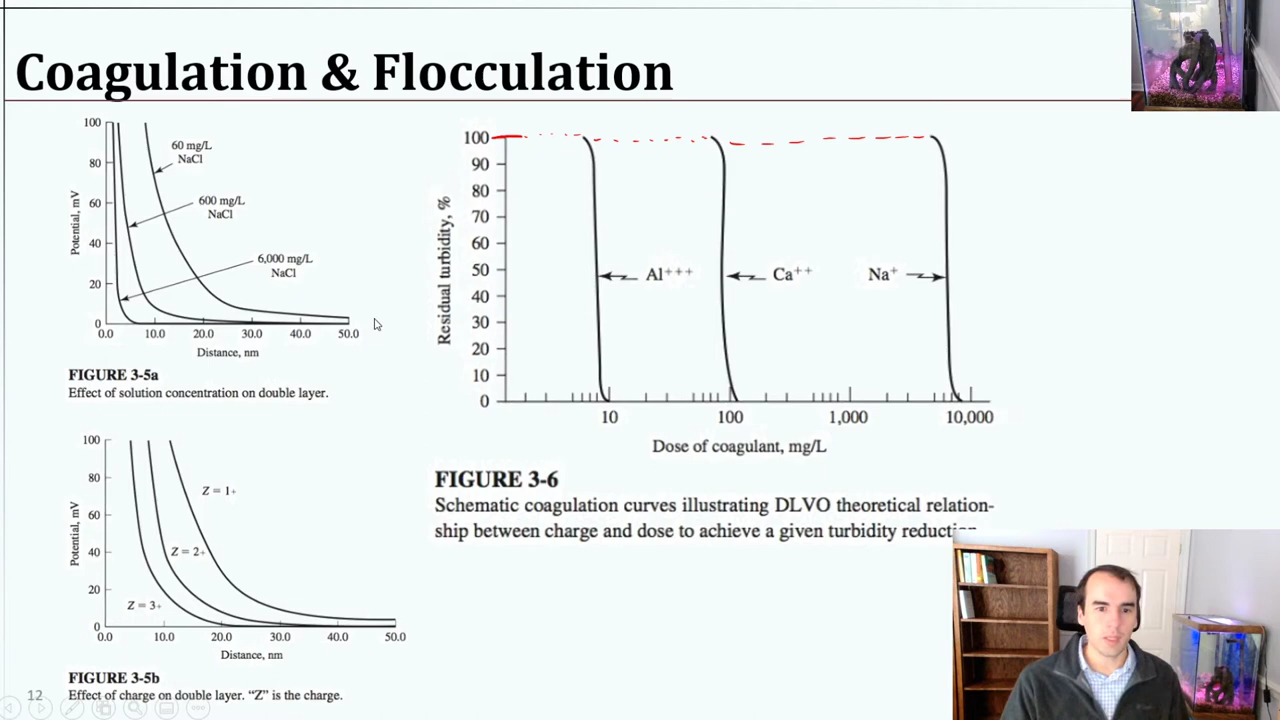 Coagulation & Flocculation
100
80
60
40
20
0
Potential, mV
60 mg/L
NaCl
600 mg/L
NaCl
6,000 mg/L
NaCl
0.0 10.0 20.0 30.0 40.0 50.0
Distance, nm
FIGURE 3-5a
Effect of solution concentration on double layer.
100
80
60
40
20
0
Potential, mV
Z = 1+
Z = 2+
Z = 3+
0.0 10.0 20.0 30.0 40.0 50.0
Distance, nm
FIGURE 3-5b
Effect of charge on double layer. “Z” is the charge.
12
100
90
80
70
60
50
40
30
20
10
0
Residual turbidity, %
Al+++
Ca++
Na+
10 100 1,000 10,000
Dose of coagulant, mg/L
FIGURE 3-6
Schematic coagulation curves illustrating DLVO theoretical relation-
ship between charge and dose to achieve a given turbidity